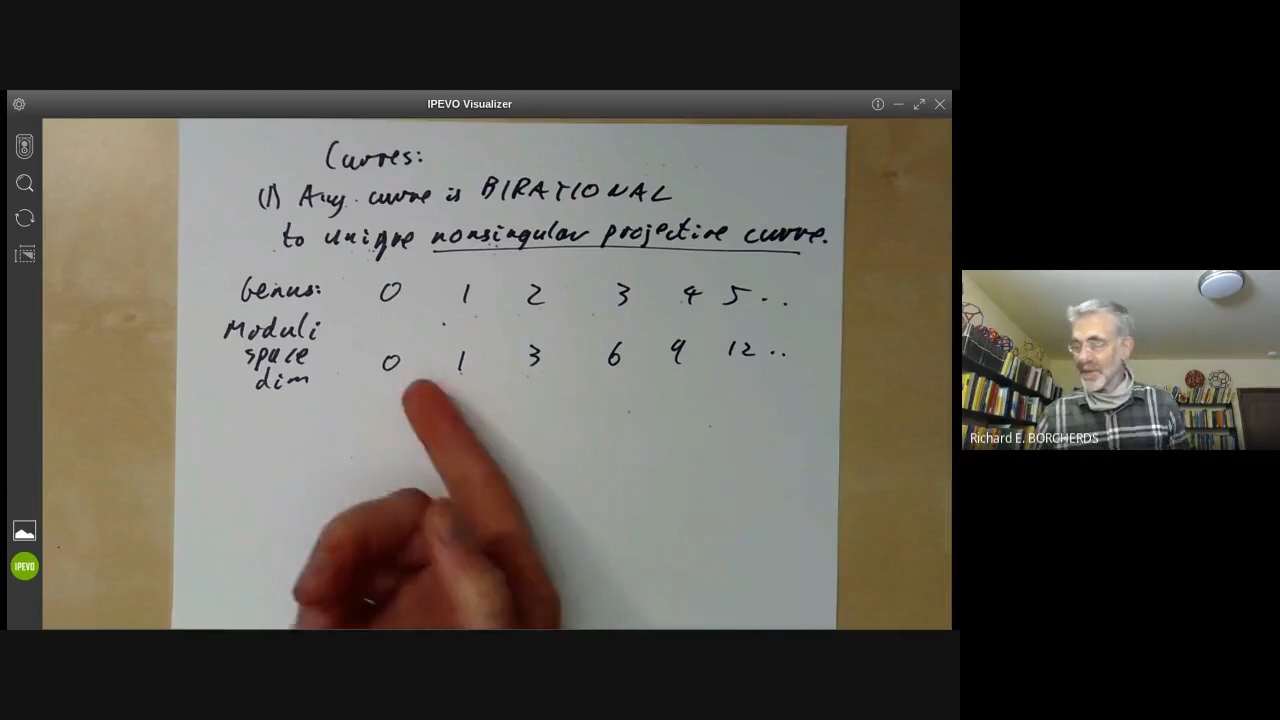 IPEVO Visualizer
Curves:
(1) Any curve is BIRATIONAL
to unique nonsingular projective curve.
Genus: 0 1 2 3 4 5 . .
Moduli
space
dim 0 1 3 6 9 12 . .
Richard E. BORCHERDS
IPEVO